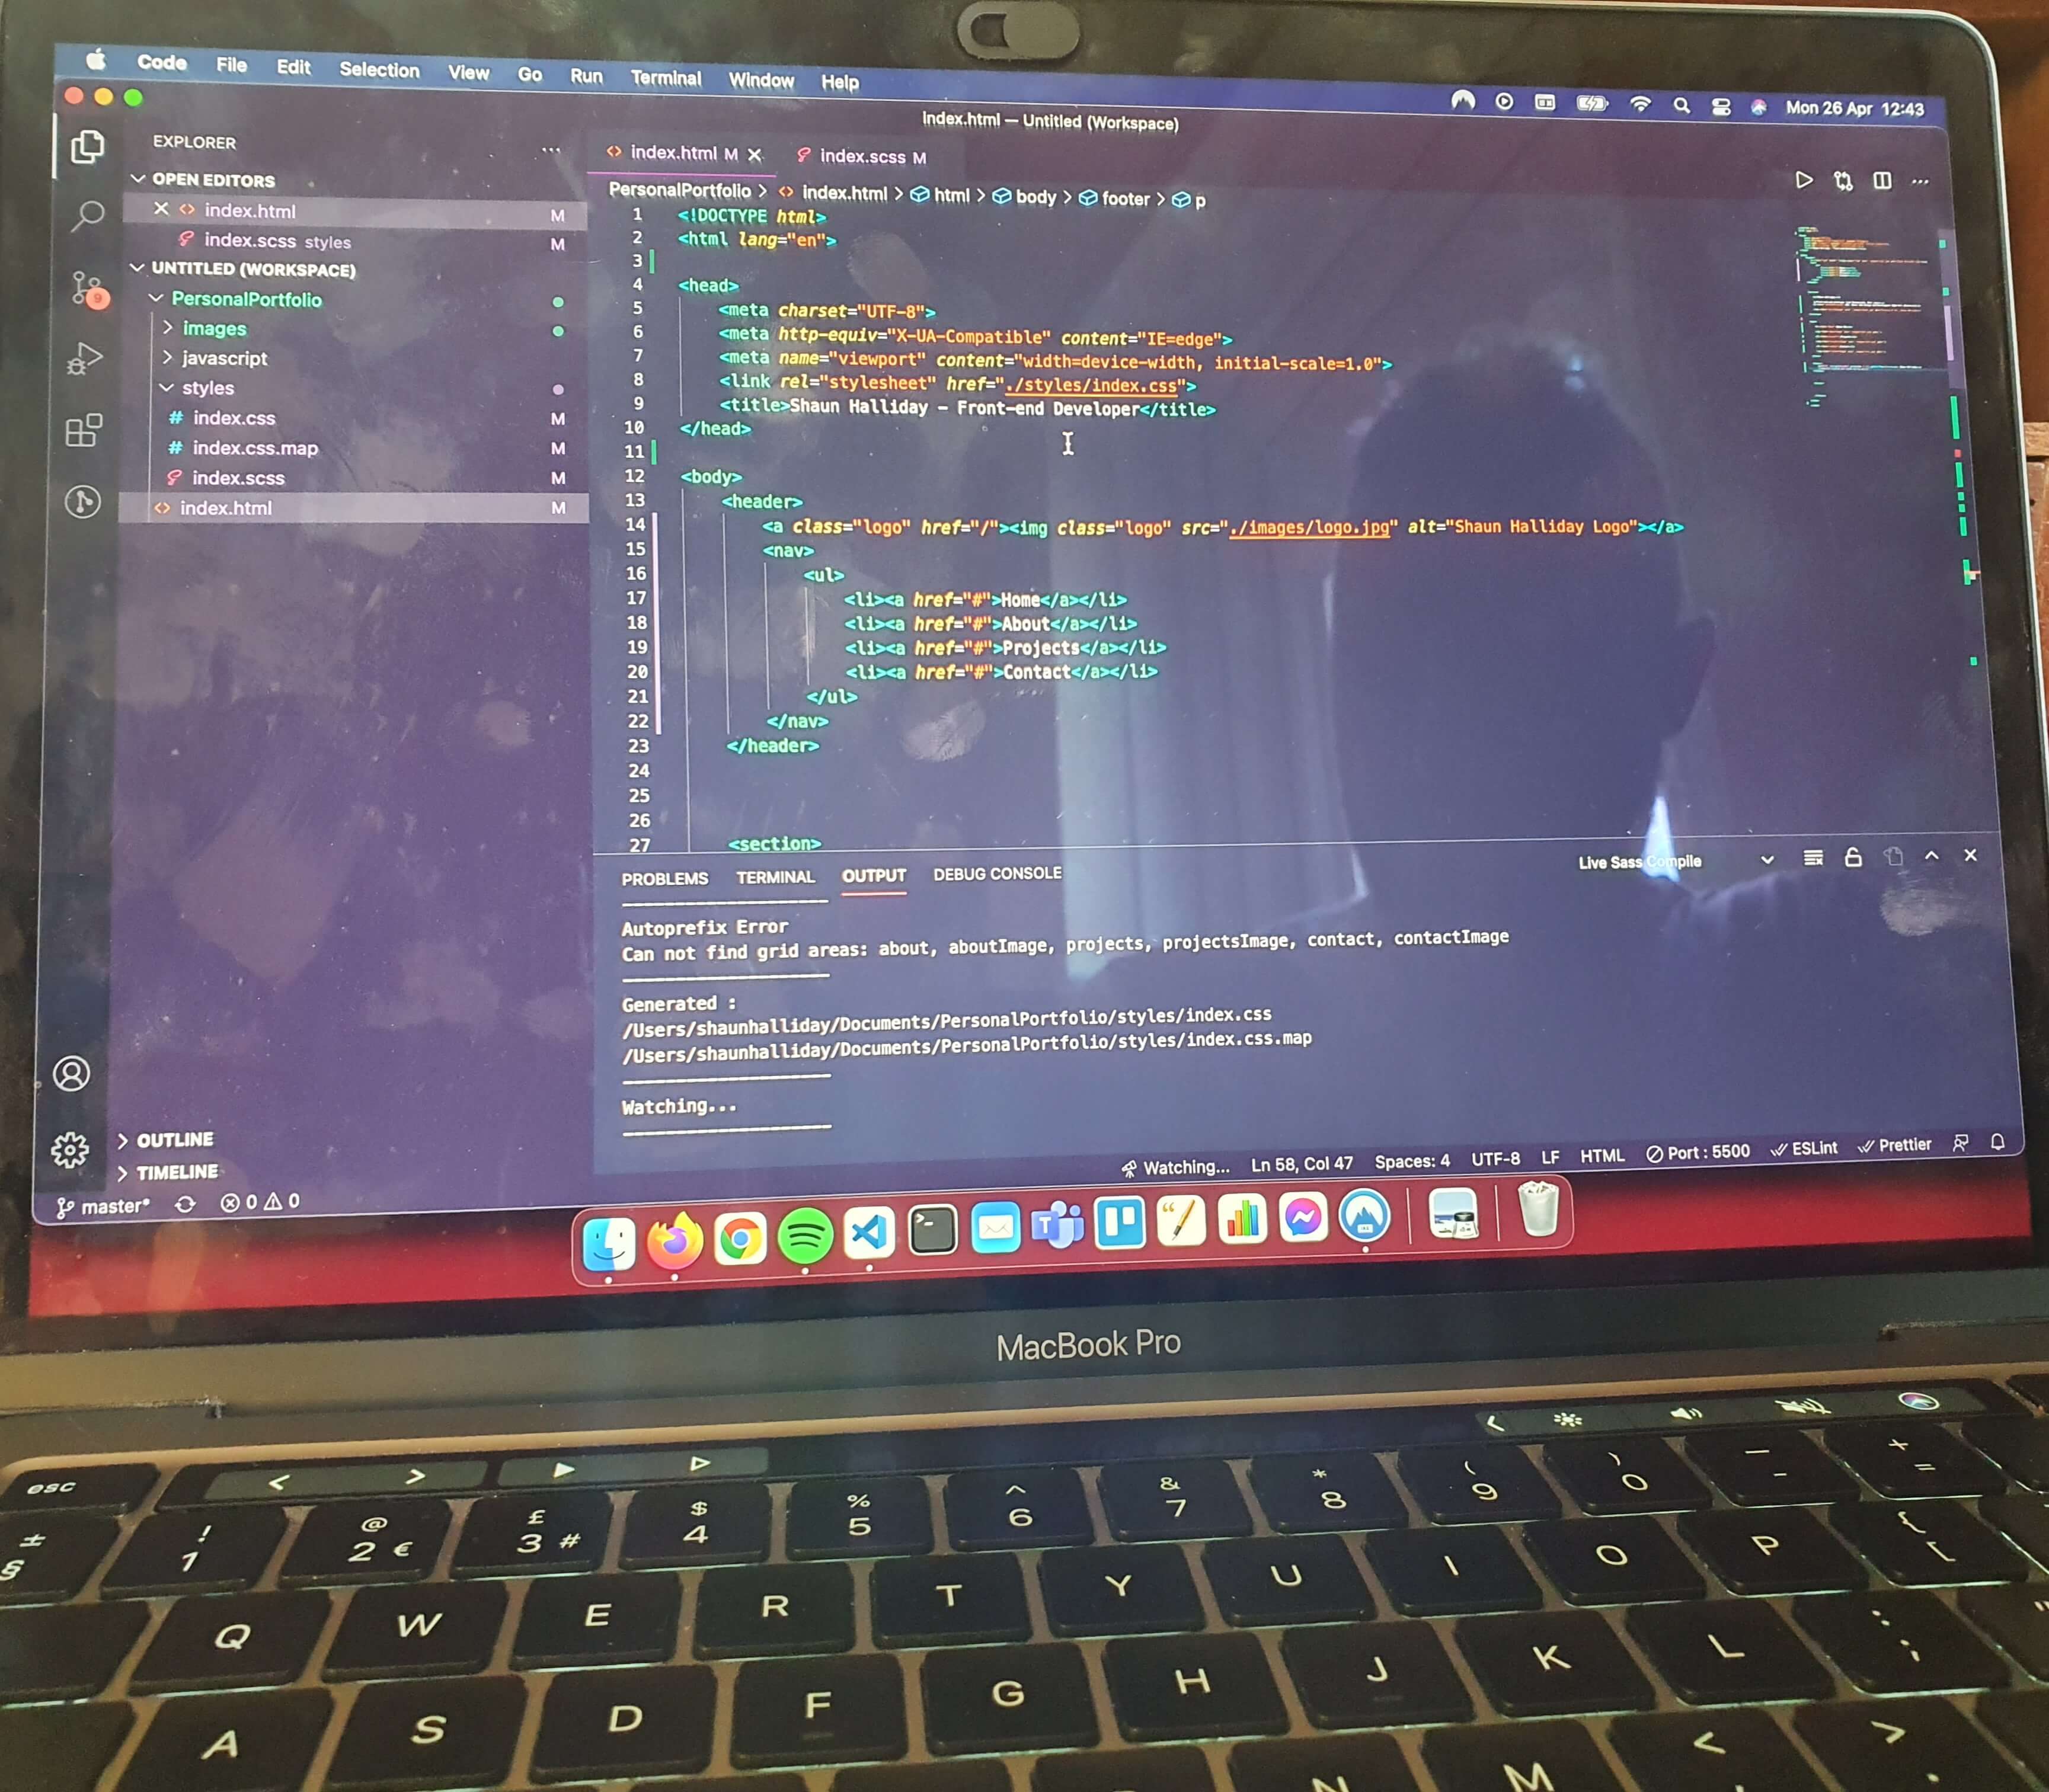 Code File Edit Selection View Go Run Terminal Window Help
Mon 26 Apr 12:43
index.html — Untitled (Workspace)
EXPLORER
OPEN EDITORS
index.html M
index.scss styles M
UNTITLED (WORKSPACE)
PersonalPortfolio
images
javascript
styles
# index.css M
# index.css.map M
index.scss M
index.html M
OUTLINE
TIMELINE
9
index.html M index.scss M
PersonalPortfolio > index.html > html > body > footer > p
1 <!DOCTYPE html>
2 <html lang="en">
3
4 <head>
5 <meta charset="UTF-8">
6 <meta http-equiv="X-UA-Compatible" content="IE=edge">
7 <meta name="viewport" content="width=device-width, initial-scale=1.0">
8 <link rel="stylesheet" href="./styles/index.css">
9 <title>Shaun Halliday - Front-end Developer</title>
10 </head>
11
12 <body>
13 <header>
14 <a class="logo" href="/"><img class="logo" src="./images/logo.jpg" alt="Shaun Halliday Logo"></a>
15 <nav>
16 <ul>
17 <li><a href="#">Home</a></li>
18 <li><a href="#">About</a></li>
19 <li><a href="#">Projects</a></li>
20 <li><a href="#">Contact</a></li>
21 </ul>
22 </nav>
23 </header>
24
25
26
27 <section>
PROBLEMS TERMINAL OUTPUT DEBUG CONSOLE Live Sass Compile
Autoprefix Error
Can not find grid areas: about, aboutImage, projects, projectsImage, contact, contactImage
Generated :
/Users/shaunhalliday/Documents/PersonalPortfolio/styles/index.css
/Users/shaunhalliday/Documents/PersonalPortfolio/styles/index.css.map
Watching...
master* 0 0 Watching... Ln 58, Col 47 Spaces: 4 UTF-8 LF HTML Port : 5500 ESLint Prettier
MacBook Pro
esc
± ! @ £ $ % ^ & * ( ) _ +
§ 1 2 € 3 # 4 5 6 7 8 9 0 - =
Q W E R T Y U I O P { [
A S D F G H J K L : ;
N M < , >